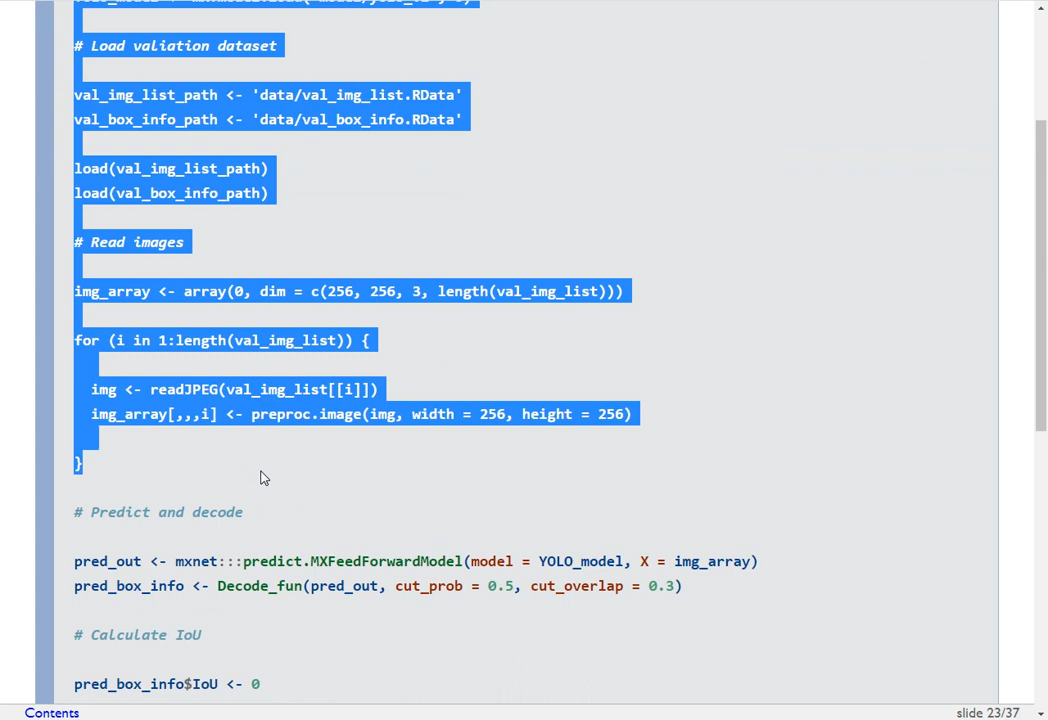 # Load valiation dataset
val_img_list_path <- 'data/val_img_list.RData'
val_box_info_path <- 'data/val_box_info.RData'
load(val_img_list_path)
load(val_box_info_path)
# Read images
img_array <- array(0, dim = c(256, 256, 3, length(val_img_list)))
for (i in 1:length(val_img_list)) {
img <- readJPEG(val_img_list[[i]])
img_array[,,,i] <- preproc.image(img, width = 256, height = 256)
}
# Predict and decode
pred_out <- mxnet:::predict.MXFeedForwardModel(model = YOLO_model, X = img_array)
pred_box_info <- Decode_fun(pred_out, cut_prob = 0.5, cut_overlap = 0.3)
# Calculate IoU
pred_box_info$IoU <- 0
Contents
slide 23/37